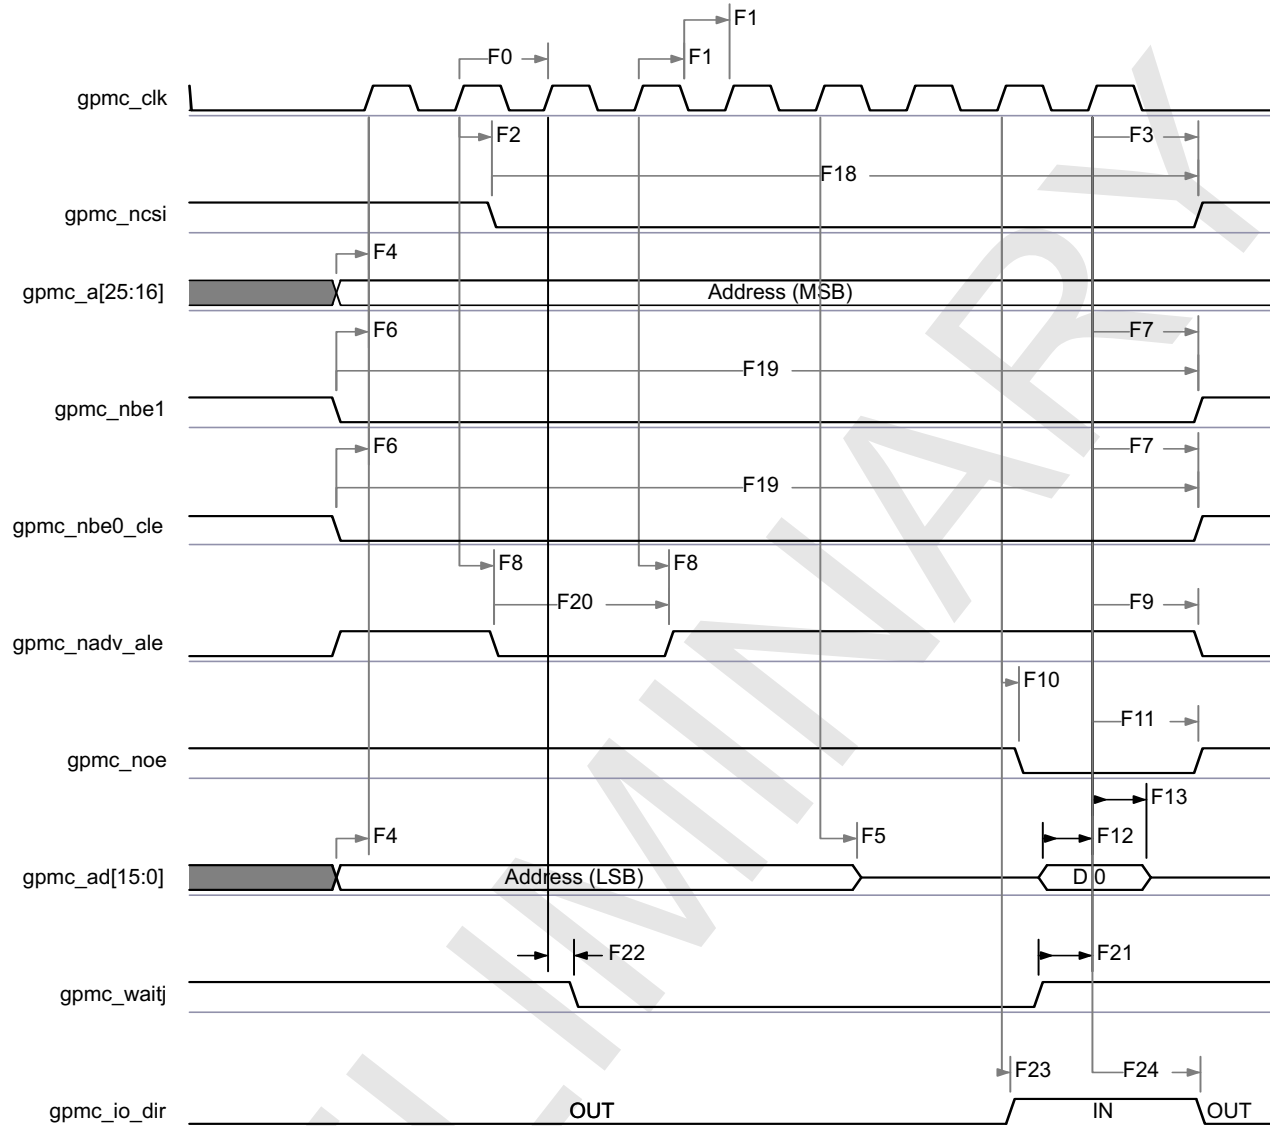 F1
F0
F1
gpmc_clk
F2
F3
F18
gpmc_ncsi
F4
gpmc_a[25:16]
Address (MSB)
F6
F7
F19
gpmc_nbe1
F6
F7
F19
gpmc_nbe0_cle
F8
F8
F20
F9
gpmc_nadv_ale
F10
F11
gpmc_noe
F13
F4
F5
F12
gpmc_ad[15:0]
Address (LSB)
D 0
F22
F21
gpmc_waitj
F23
F24
gpmc_io_dir
OUT
IN
OUT
LIMINARY